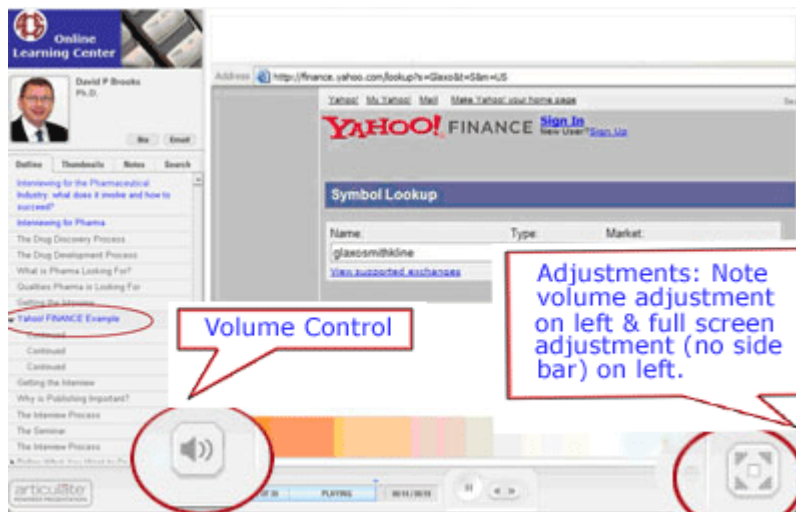 Online
Learning Center
David P Brooks
Ph.D.
Bio
Email
Outline
Thumbnails
Notes
Search
Interviewing for the Pharmaceutical
Industry: what does it involve and how to
succeed?
Interviewing for Pharma
The Drug Discovery Process
The Drug Development Process
What is Pharma Looking For?
Qualities Pharma is Looking For
Getting the Interview
Yahoo! FINANCE Example
Continued
Continued
Continued
Getting the Interview
Why is Publishing Important?
The Interview Process
The Seminar
The Interview Process
articulate
Address http://finance.yahoo.com/lookup?s=Glaxo&t=S&m=US
Yahoo! My Yahoo! Mail Make Yahoo! your home page
YAHOO! FINANCE Sign In
New User? Sign Up
Symbol Lookup
Name: Type: Market:
glaxosmithkline
View supported exchanges
Volume Control
Adjustments: Note
volume adjustment
on left & full screen
adjustment (no side
bar) on left.
PLAYING